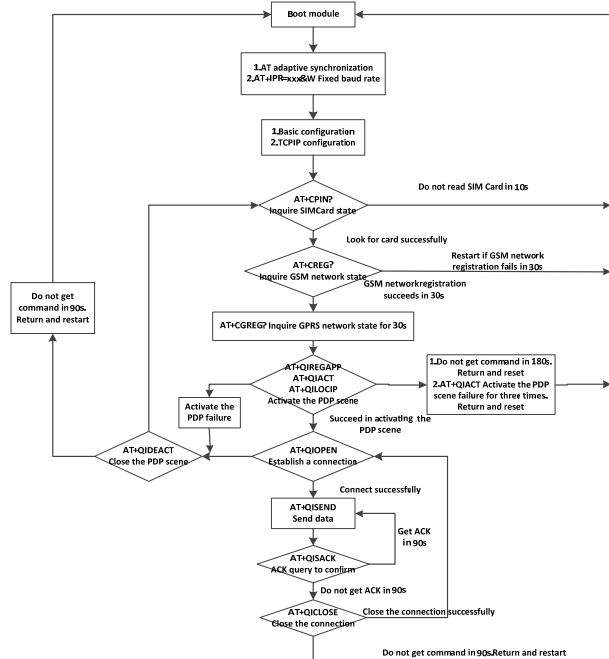 Boot module
1.AT adaptive synchronization
2.AT+IPR=xxx&W Fixed baud rate
1.Basic configuration
2.TCPIP configuration
AT+CPIN?
Inquire SIMCard state
Do not read SIM Card in 10s
Look for card successfully
AT+CREG?
Inquire GSM network state
Restart if GSM network
registration fails in 30s
GSM networkregistration
succeeds in 30s
Do not get
command in 90s.
Return and restart
AT+CGREG? Inquire GPRS network state for 30s
AT+QIREGAPP
AT+QIACT
AT+QILOCIP
Activate the PDP scene
1.Do not get command in 180s.
Return and reset
2.AT+QIACT Activate the PDP
scene failure for three times.
Return and reset
Activate the
PDP failure
Succeed in activating the
PDP scene
AT+QIDEACT
Close the PDP scene
AT+QIOPEN
Establish a connection
Connect successfully
AT+QISEND
Send data
Get ACK
in 90s
AT+QISACK
ACK query to confirm
Do not get ACK in 90s
AT+QICLOSE
Close the connection
Close the connection successfully
Do not get command in 90s.Return and restart